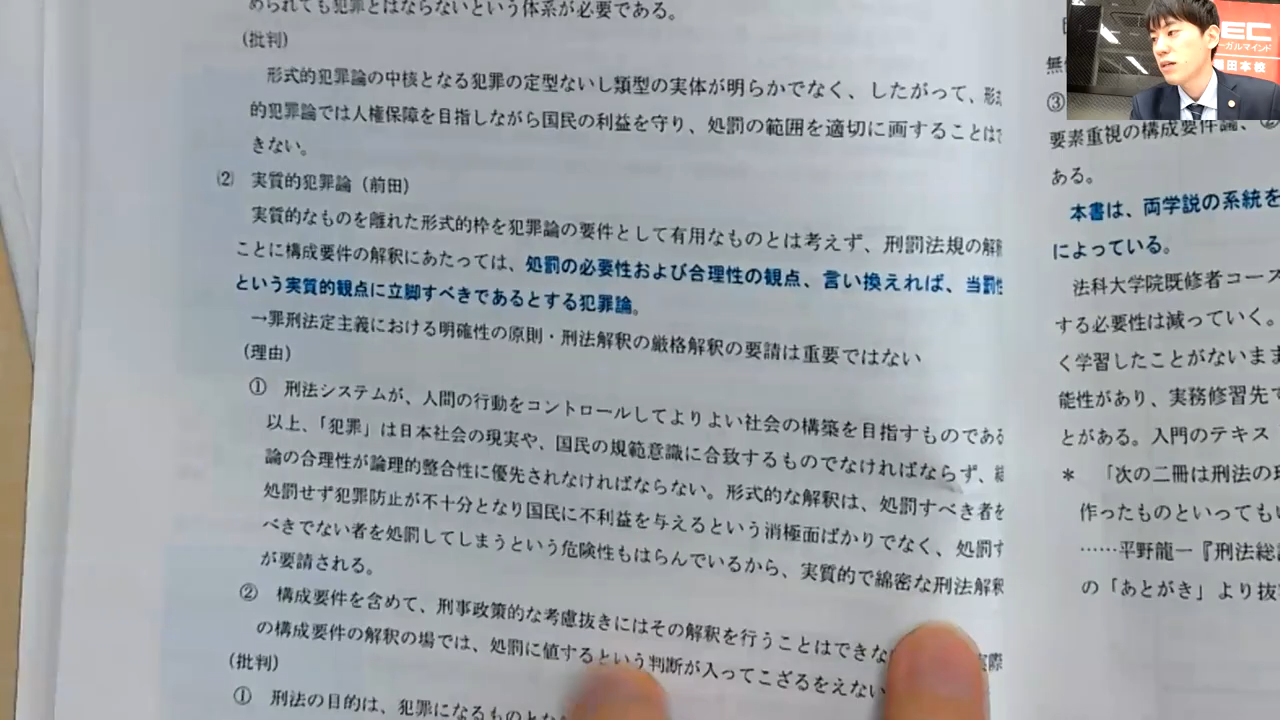 められても犯罪とはならないという体系が必要である。
(批判)
形式的犯罪論の中核となる犯罪の定型ないし類型の実体が明らかでなく、したがって、形式
的犯罪論では人権保障を目指しながら国民の利益を守り、処罰の範囲を適切に画することはで
きない。
(2) 実質的犯罪論（前田）
実質的なものを離れた形式的枠を犯罪論の要件として有用なものとは考えず、刑罰法規の解釈
ことに構成要件の解釈にあたっては、処罰の必要性および合理性の観点、言い換えれば、当罰性
という実質的観点に立脚すべきであるとする犯罪論。
→罪刑法定主義における明確性の原則・刑法解釈の厳格解釈の要請は重要ではない
(理由)
① 刑法システムが、人間の行動をコントロールしてよりよい社会の構築を目指すものである
以上、「犯罪」は日本社会の現実や、国民の規範意識に合致するものでなければならず、
論の合理性が論理的整合性に優先されなければならない。形式的な解釈は、処罰すべき者を
処罰せず犯罪防止が不十分となり国民に不利益を与えるという消極面ばかりでなく、処罰す
べきでない者を処罰してしまうという危険性もはらんでいるから、実質的で綿密な刑法解釈
が要請される。
② 構成要件を含めて、刑事政策的な考慮抜きにはその解釈を行うことはできな 実際
の構成要件の解釈の場では、処罰に値するという判断が入ってこざるをえない
(批判)
① 刑法の目的は、犯罪になるものと
無
③
要素重視の構成要件論、
ある。
本書は、両学説の系統を
によっている。
法科大学院既修者コース
する必要性は減っていく。
く学習したことがないまま
能性があり、実務修習先で
とがある。入門のテキスト
＊ 「次の二冊は刑法の理
作ったものといってもい
……平野龍一『刑法総論
の「あとがき」より抜
EC
ーガルマインド
田本校